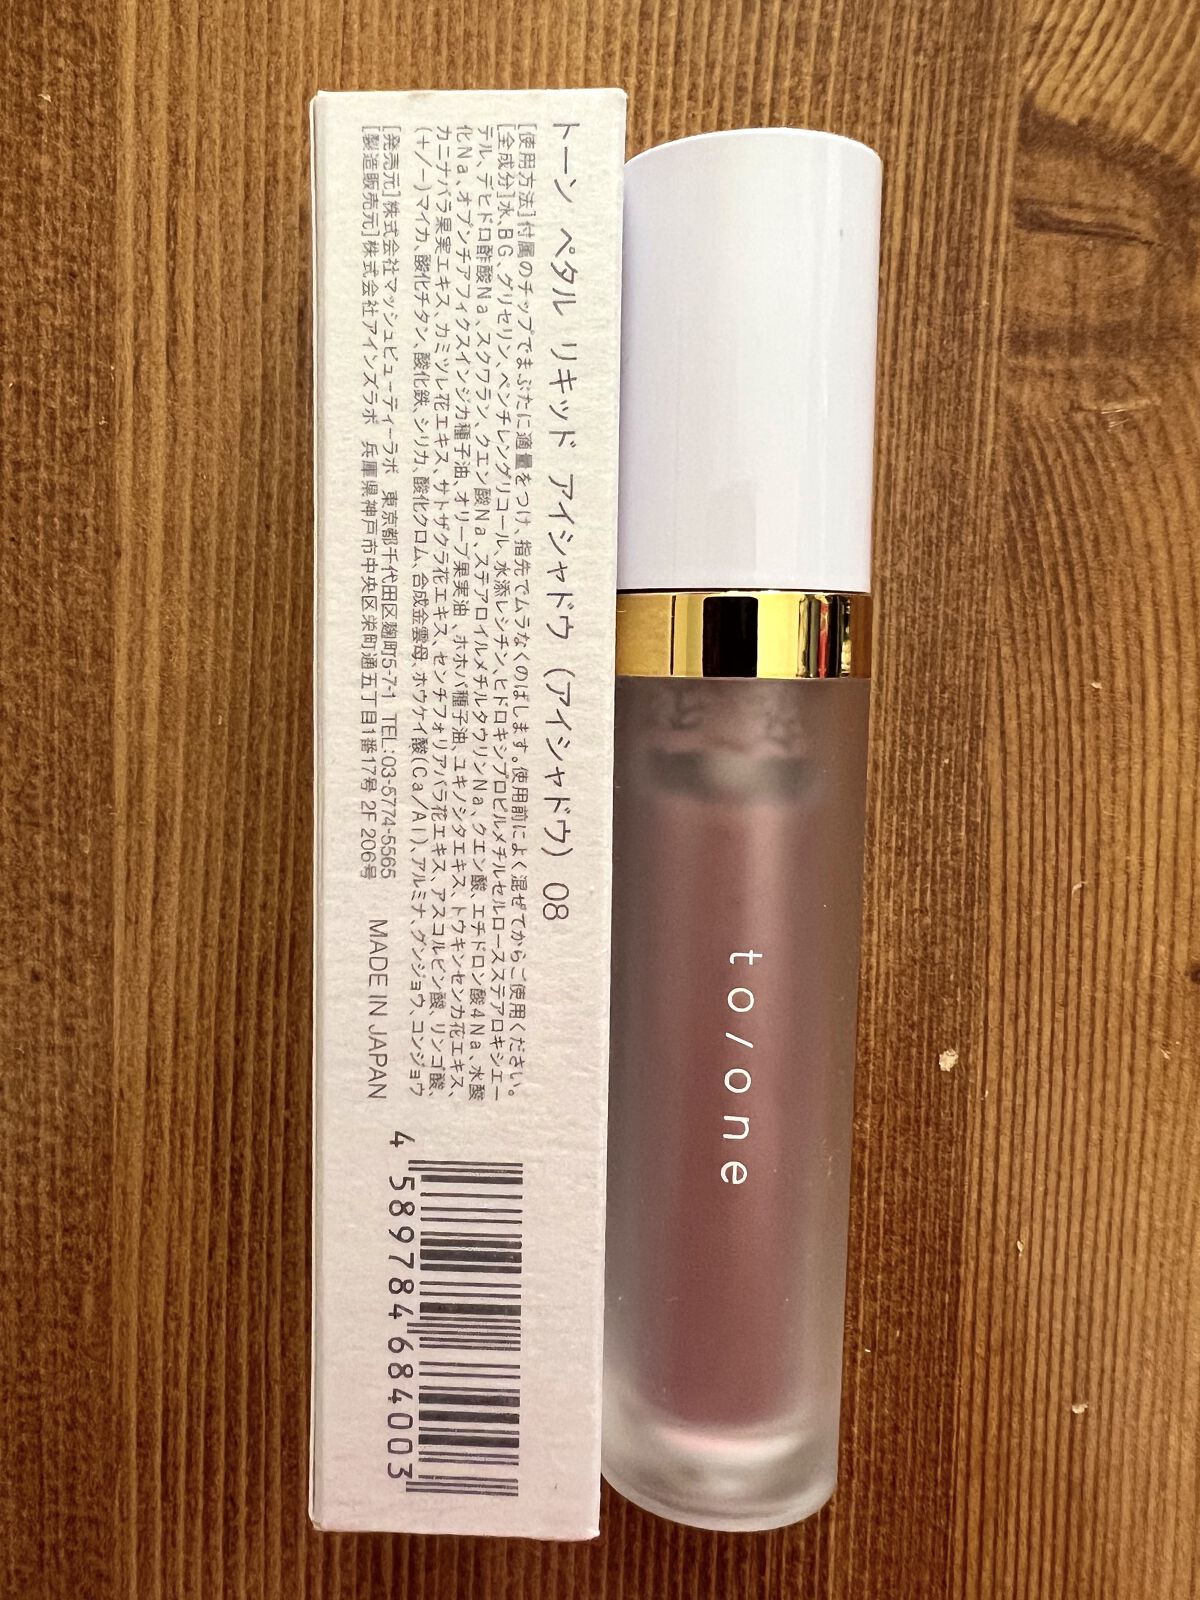 トーン ペタル リキッド アイシャドウ (アイシャドウ) 08
[使用方法]付属のチップでまぶたに適量をつけ、指先でムラなくのばします。使用前によく混ぜてからご使用ください。
[全成分]水、BG、グリセリン、ペンチレングリコール、水添レシチン、ヒドロキシプロピルメチルセルロースステアロキシエー
テル、デヒドロ酢酸Na、スクワラン、クエン酸Na、ステアロイルメチルタウリンNa、クエン酸、エチドロン酸4Na、水酸
化Na、オプンチアフィクスインジカ種子油、オリーブ果実油、ホホバ種子油、ユキノシタエキス、トウキンセンカ花エキス、
カニナバラ果実エキス、カミツレ花エキス、サトザクラ花エキス、センチフォリアバラ花エキス、アスコルビン酸、リンゴ酸、
(+/-)マイカ、酸化チタン、酸化鉄、シリカ、酸化クロム、合成金雲母、ホウケイ酸(Ca/Al)、アルミナ、グンジョウ、コンジョウ
[発売元]株式会社マッシュビューティーラボ 東京都千代田区麹町5-7-1 TEL:03-5774-5565
[製造販売元]株式会社アインズラボ 兵庫県神戸市中央区栄町通五丁目1番17号 2F 206号 MADE IN JAPAN
4 589784 684003
to/one